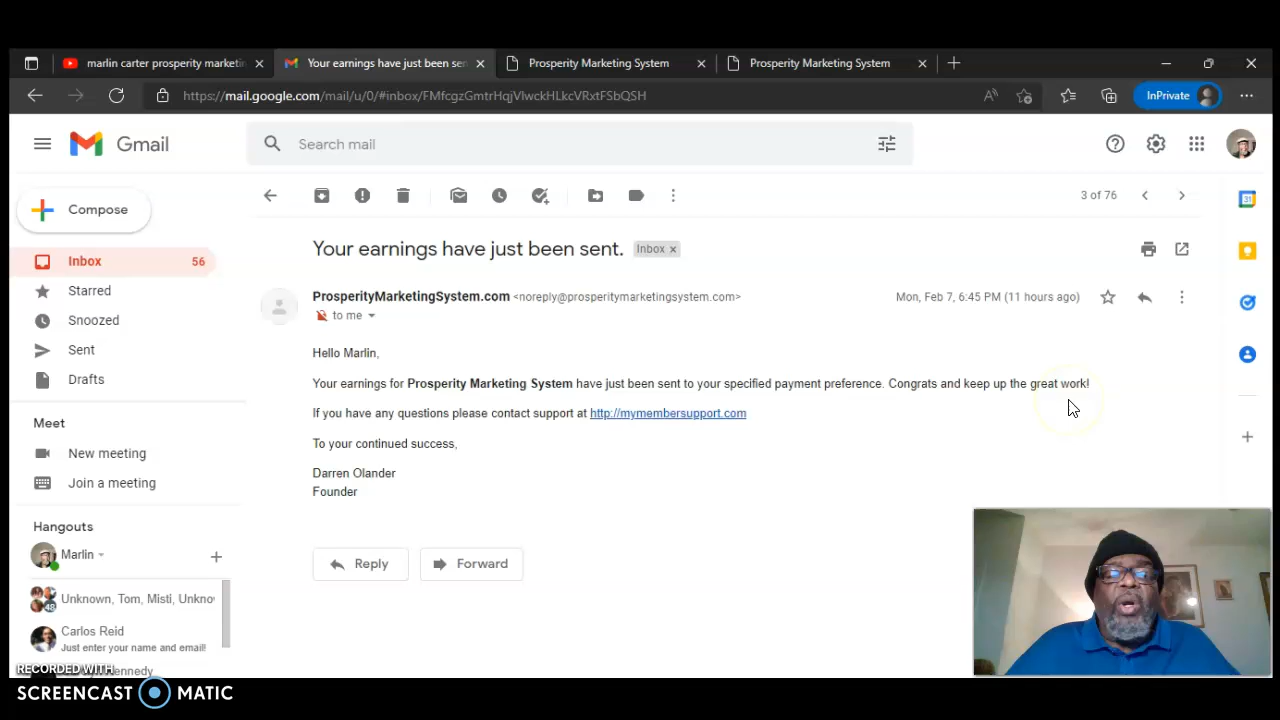 marlin carter prosperity marketin
Your earnings have just been sen
Prosperity Marketing System
Prosperity Marketing System
https://mail.google.com/mail/u/0/#inbox/FMfcgzGmtrHqjVlwckHLkcVRxtFSbQSH
InPrivate
Gmail
Search mail
Compose
3 of 76
Inbox 56
Starred
Snoozed
Sent
Drafts
Meet
New meeting
Join a meeting
Hangouts
Marlin
Unknown, Tom, Misti, Unkno
48
Carlos Reid
Just enter your name and email!
Kennedy
Your earnings have just been sent. Inbox x
ProsperityMarketingSystem.com <noreply@prosperitymarketingsystem.com>
Mon, Feb 7, 6:45 PM (11 hours ago)
to me
Hello Marlin,
Your earnings for Prosperity Marketing System have just been sent to your specified payment preference. Congrats and keep up the great work!
If you have any questions please contact support at http://mymembersupport.com
To your continued success,
Darren Olander
Founder
Reply
Forward
31
RECORDED WITH
SCREENCAST MATIC